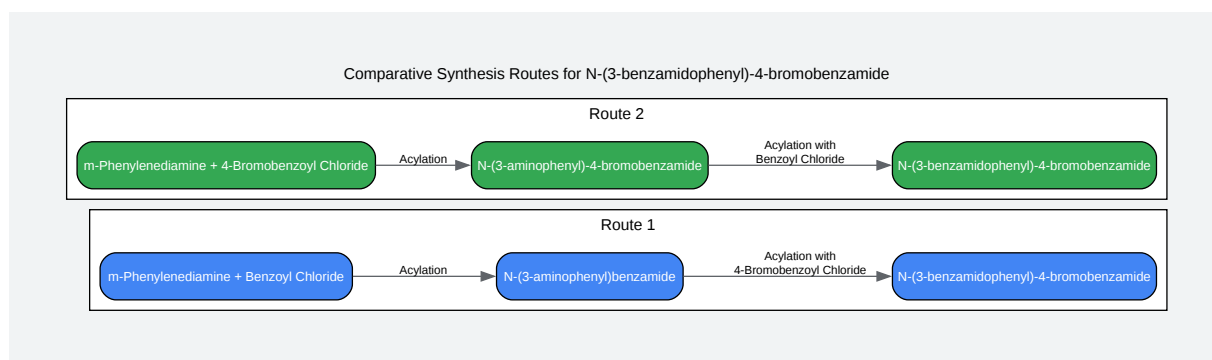 Comparative Synthesis Routes for N-(3-benzamidophenyl)-4-bromobenzamide
Route 2
m-Phenylenediamine + 4-Bromobenzoyl Chloride
Acylation
N-(3-aminophenyl)-4-bromobenzamide
Acylation with
Benzoyl Chloride
N-(3-benzamidophenyl)-4-bromobenzamide
Route 1
m-Phenylenediamine + Benzoyl Chloride
Acylation
N-(3-aminophenyl)benzamide
Acylation with
4-Bromobenzoyl Chloride
N-(3-benzamidophenyl)-4-bromobenzamide